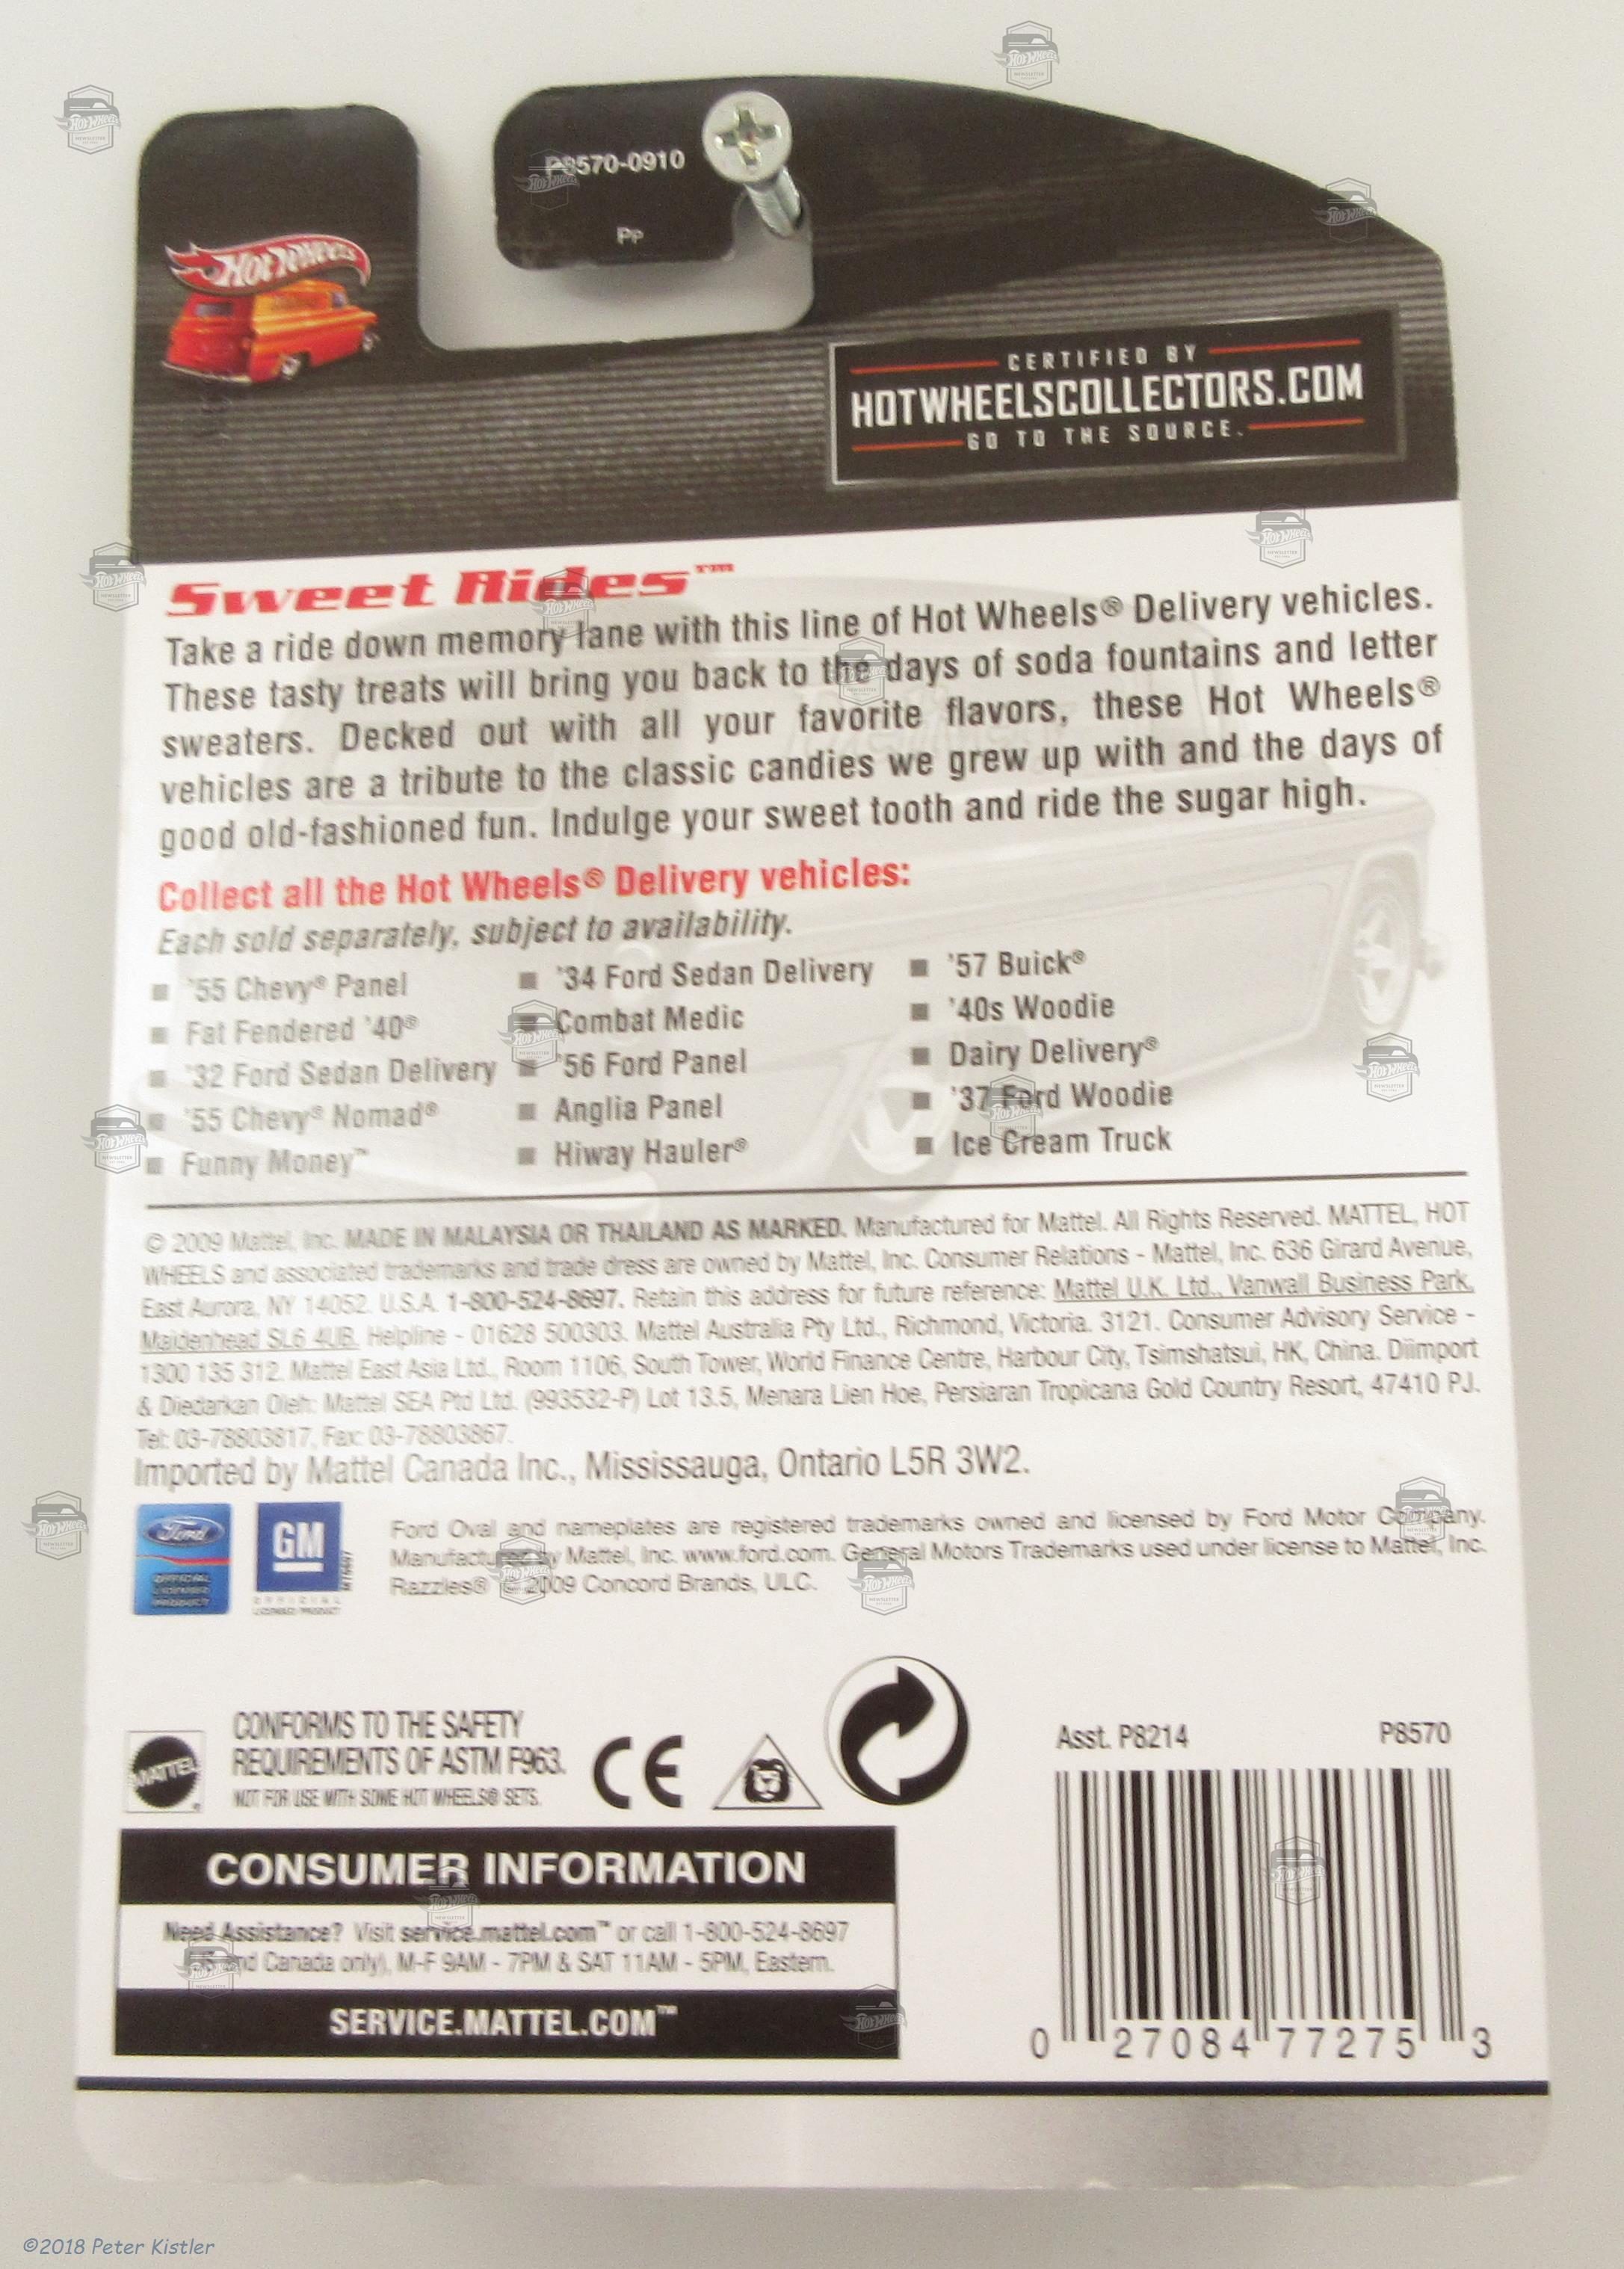 P8570-0910
Pp
HOT WHEELS
CERTIFIED BY
HOTWHEELSCOLLECTORS.COM
GO TO THE SOURCE.
Sweet Rides™
Take a ride down memory lane with this line of Hot Wheels® Delivery vehicles.
These tasty treats will bring you back to the days of soda fountains and letter
sweaters. Decked out with all your favorite flavors, these Hot Wheels®
vehicles are a tribute to the classic candies we grew up with and the days of
good old-fashioned fun. Indulge your sweet tooth and ride the sugar high.
Collect all the Hot Wheels® Delivery vehicles:
Each sold separately, subject to availability.
■ '55 Chevy® Panel
■ Fat Fendered '40®
■ '32 Ford Sedan Delivery
■ '55 Chevy® Nomad®
■ Funny Money™
■ '34 Ford Sedan Delivery
■ Combat Medic
■ '56 Ford Panel
■ Anglia Panel
■ Hiway Hauler®
■ '57 Buick®
■ '40s Woodie
■ Dairy Delivery®
■ '37 Ford Woodie
■ Ice Cream Truck
© 2009 Mattel, Inc. MADE IN MALAYSIA OR THAILAND AS MARKED. Manufactured for Mattel. All Rights Reserved. MATTEL, HOT
WHEELS and associated trademarks and trade dress are owned by Mattel, Inc. Consumer Relations - Mattel, Inc. 636 Girard Avenue,
East Aurora, NY 14052. U.S.A. 1-800-524-8697. Retain this address for future reference: Mattel U.K. Ltd., Vanwall Business Park,
Maidenhead SL6 4UB. Helpline - 01628 500303. Mattel Australia Pty Ltd., Richmond, Victoria. 3121. Consumer Advisory Service -
1300 135 312. Mattel East Asia Ltd., Room 1106, South Tower, World Finance Centre, Harbour City, Tsimshatsui, HK, China. Diimport
& Diedarkan Oleh: Mattel SEA Ptd Ltd. (993532-P) Lot 13.5, Menara Lien Hoe, Persiaran Tropicana Gold Country Resort, 47410 PJ.
Tel: 03-78803817, Fax: 03-78803867.
Imported by Mattel Canada Inc., Mississauga, Ontario L5R 3W2.
Ford
OFFICIAL
LICENSED
PRODUCT
GM
OFFICIAL
LICENSED PRODUCT
Ford Oval and nameplates are registered trademarks owned and licensed by Ford Motor Company.
Manufactured by Mattel, Inc. www.ford.com. General Motors Trademarks used under license to Mattel, Inc.
Razzles® © 2009 Concord Brands, ULC.
MATTEL
CONFORMS TO THE SAFETY
REQUIREMENTS OF ASTM F963.
NOT FOR USE WITH SOME HOT WHEELS® SETS.
CE
Asst. P8214
P8570
CONSUMER INFORMATION
Need Assistance? Visit service.mattel.com™ or call 1-800-524-8697
and Canada only), M-F 9AM - 7PM & SAT 11AM - 5PM, Eastern.
SERVICE.MATTEL.COM™
0 27084 77275 3
©2018 Peter Kistler